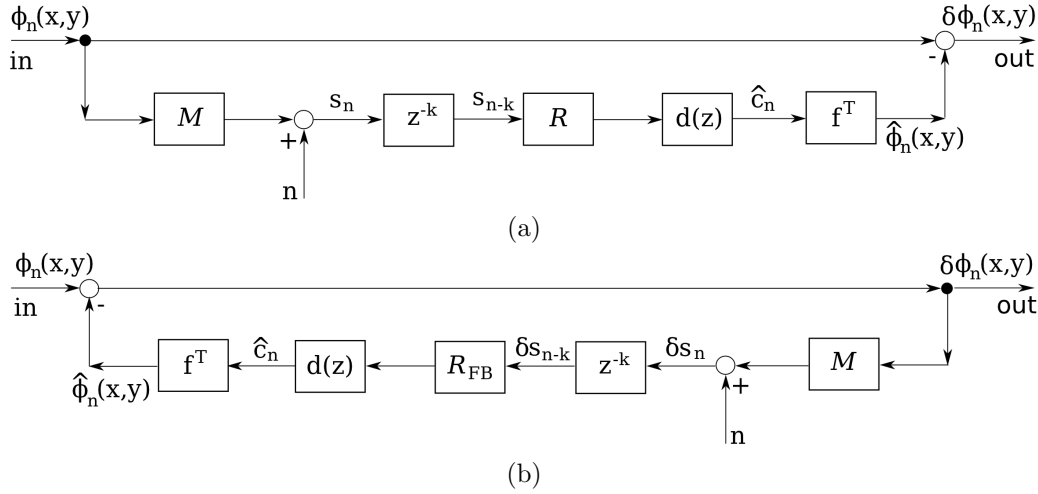 ϕn(x,y) δϕn(x,y)
in out
-
M sn z-k sn-k R d(z) ĉn fT
+ ϕ̂n(x,y)
n
(a)
ϕn(x,y) δϕn(x,y)
in - out
fT ĉn d(z) RFB δsn-k z-k δsn M
ϕ̂n(x,y) +
n
(b)